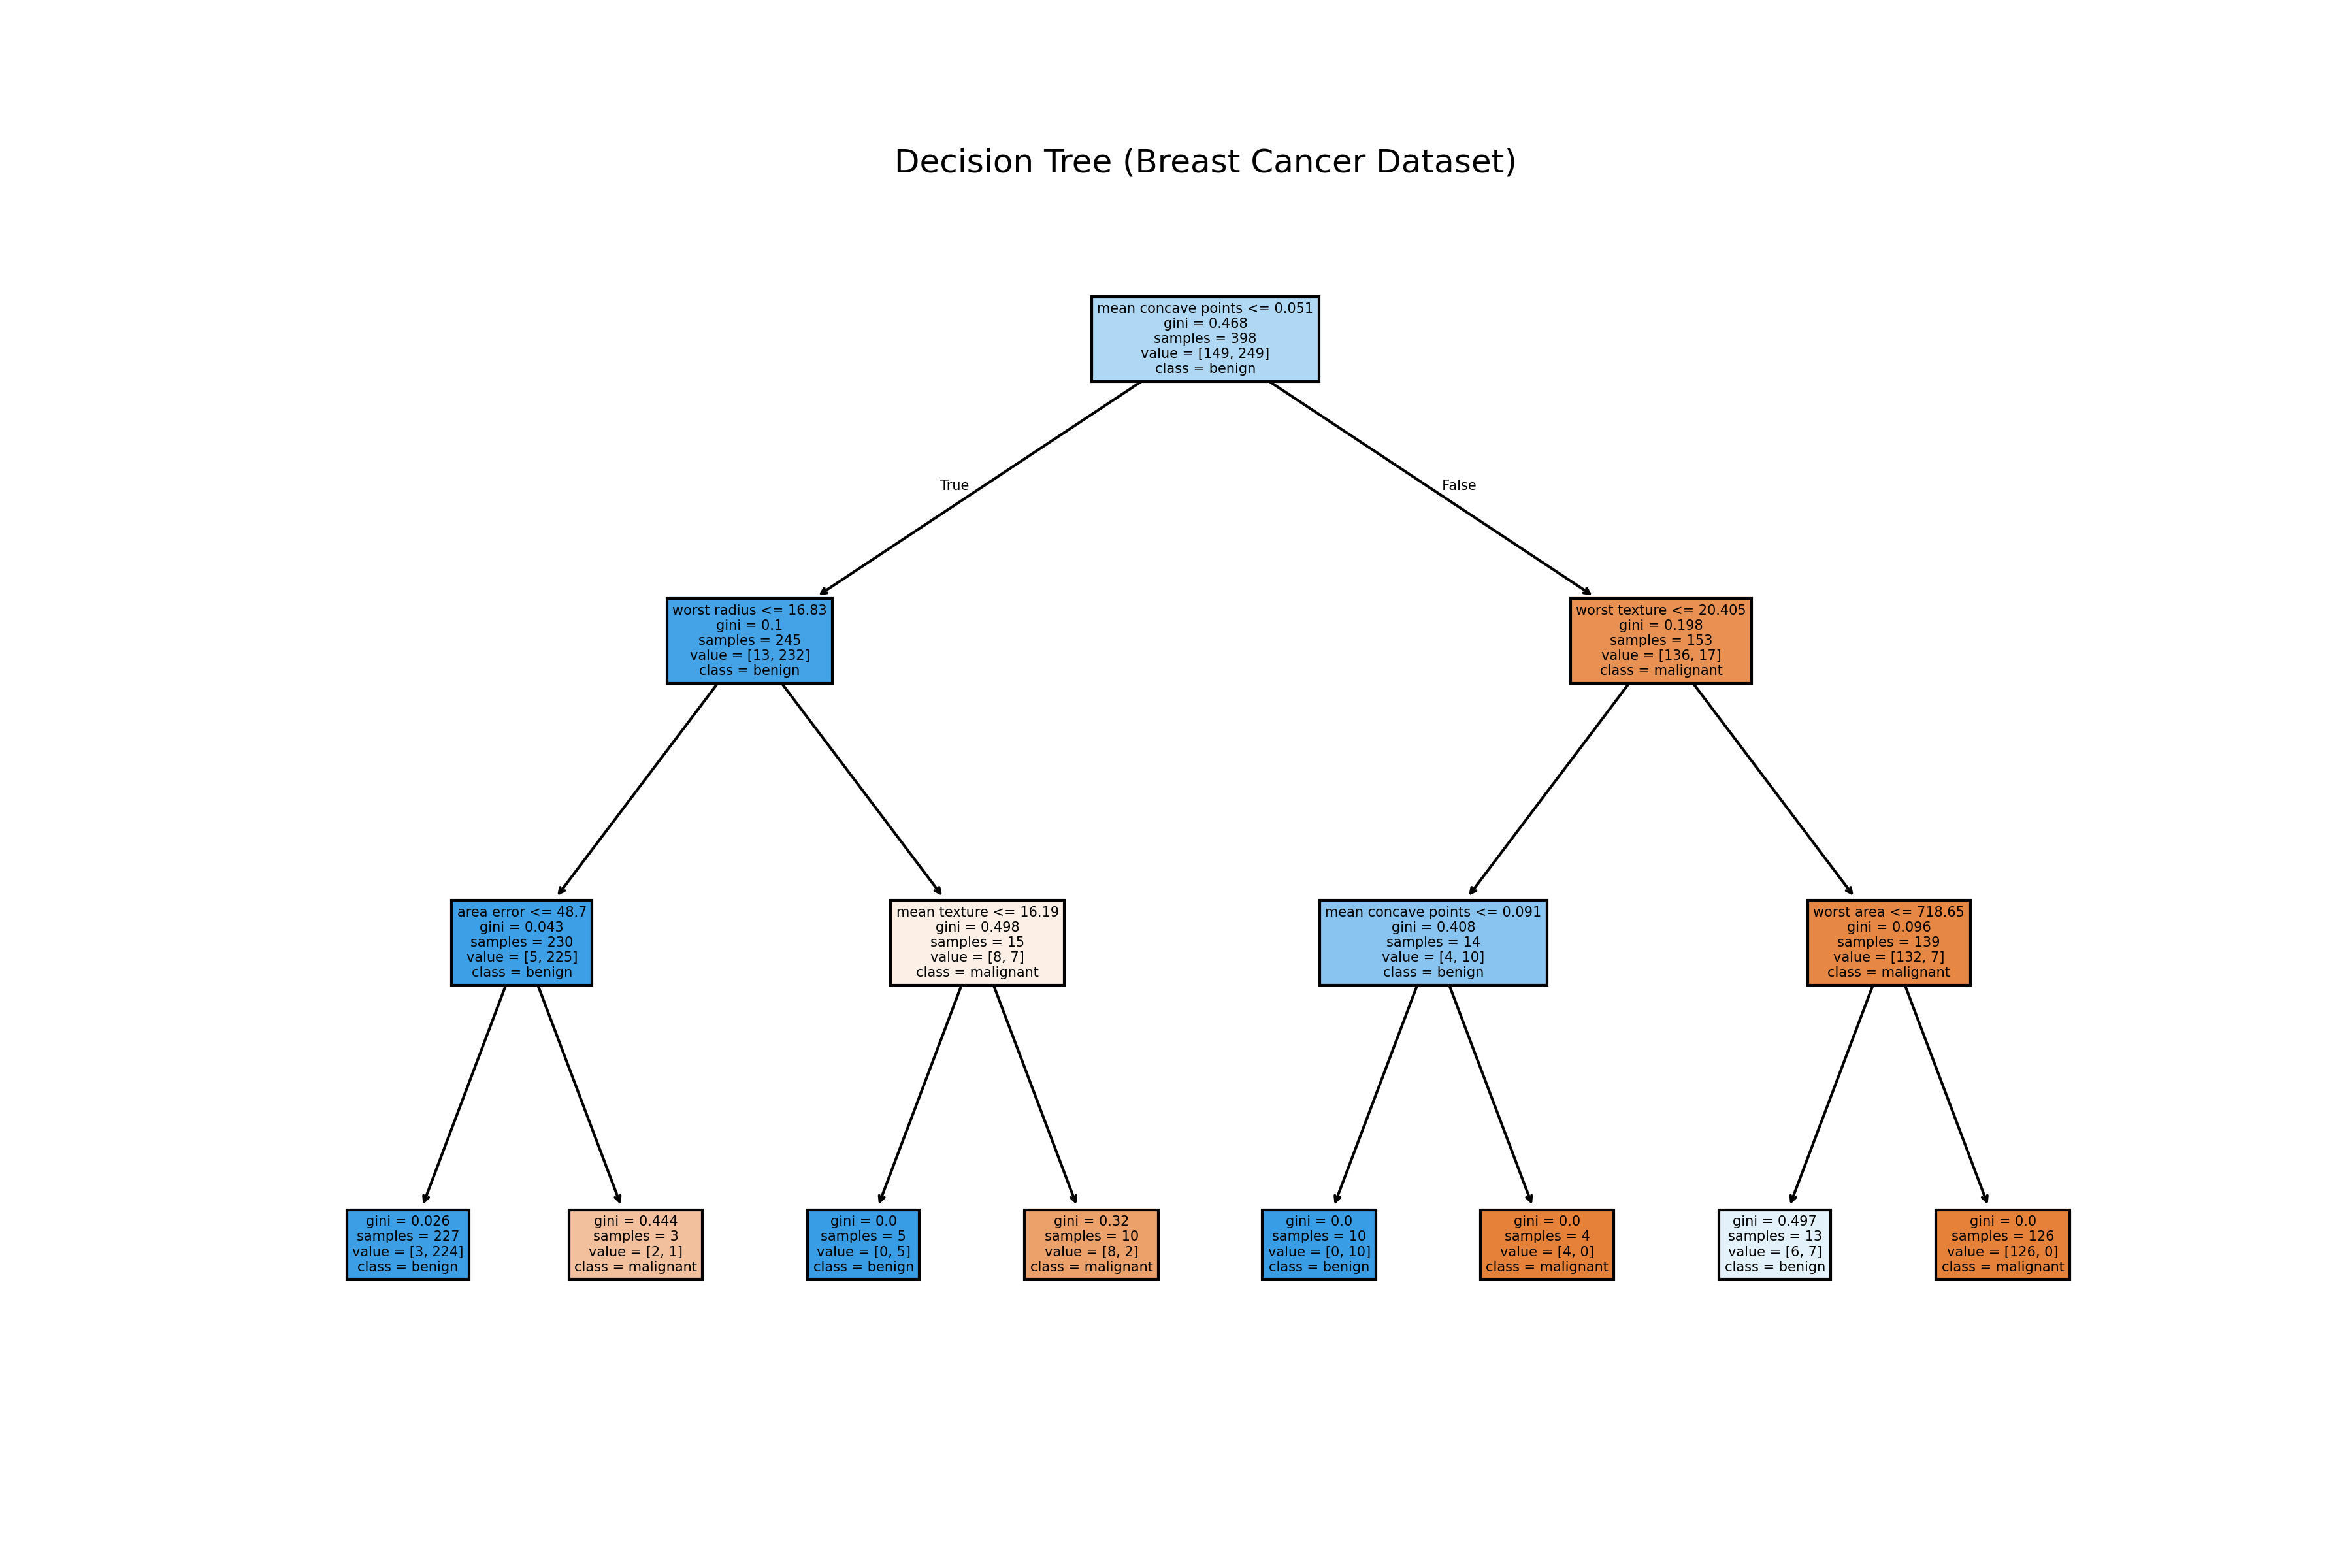 Decision Tree (Breast Cancer Dataset)
mean concave points <= 0.051
gini = 0.468
samples = 398
value = [149, 249]
class = benign
True
False
worst radius <= 16.83
gini = 0.1
samples = 245
value = [13, 232]
class = benign
worst texture <= 20.405
gini = 0.198
samples = 153
value = [136, 17]
class = malignant
area error <= 48.7
gini = 0.043
samples = 230
value = [5, 225]
class = benign
mean texture <= 16.19
gini = 0.498
samples = 15
value = [8, 7]
class = malignant
mean concave points <= 0.091
gini = 0.408
samples = 14
value = [4, 10]
class = benign
worst area <= 718.65
gini = 0.096
samples = 139
value = [132, 7]
class = malignant
gini = 0.026
samples = 227
value = [3, 224]
class = benign
gini = 0.444
samples = 3
value = [2, 1]
class = malignant
gini = 0.0
samples = 5
value = [0, 5]
class = benign
gini = 0.32
samples = 10
value = [8, 2]
class = malignant
gini = 0.0
samples = 10
value = [0, 10]
class = benign
gini = 0.0
samples = 4
value = [4, 0]
class = malignant
gini = 0.497
samples = 13
value = [6, 7]
class = benign
gini = 0.0
samples = 126
value = [126, 0]
class = malignant